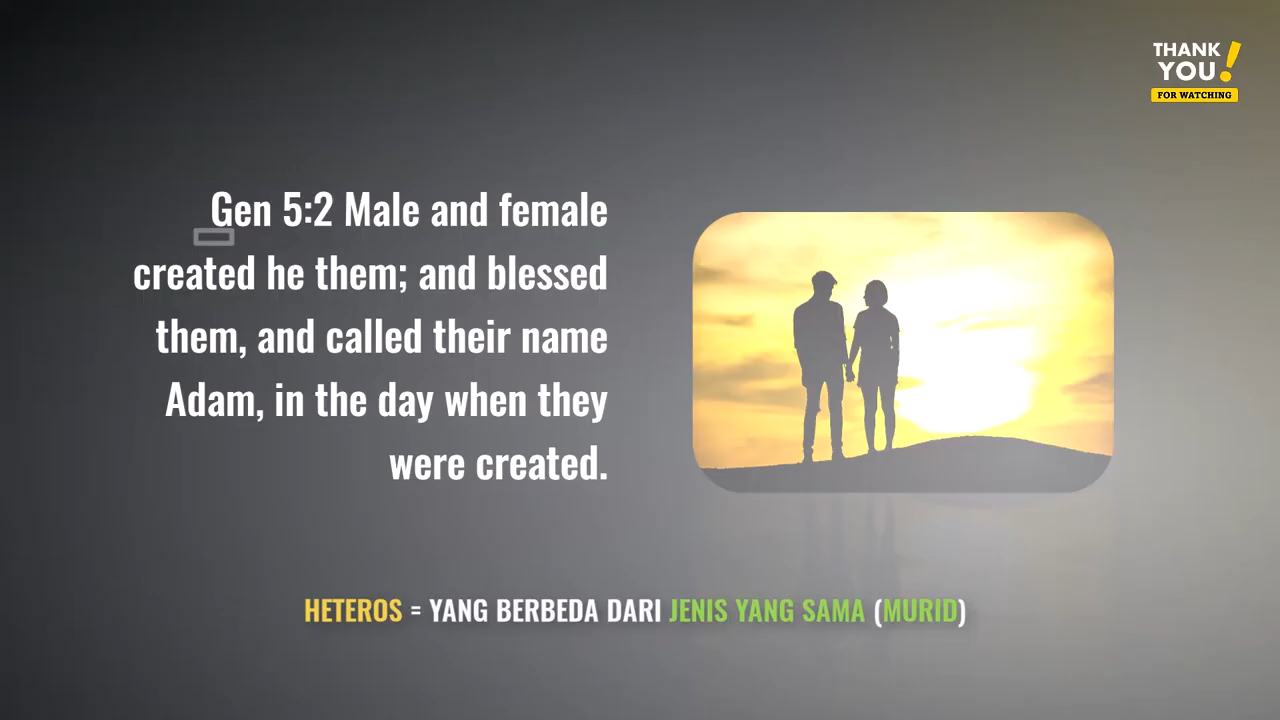 THANK
YOU!
FOR WATCHING
Gen 5:2 Male and female
created he them; and blessed
them, and called their name
Adam, in the day when they
were created.
HETEROS = YANG BERBEDA DARI JENIS YANG SAMA (MURID)